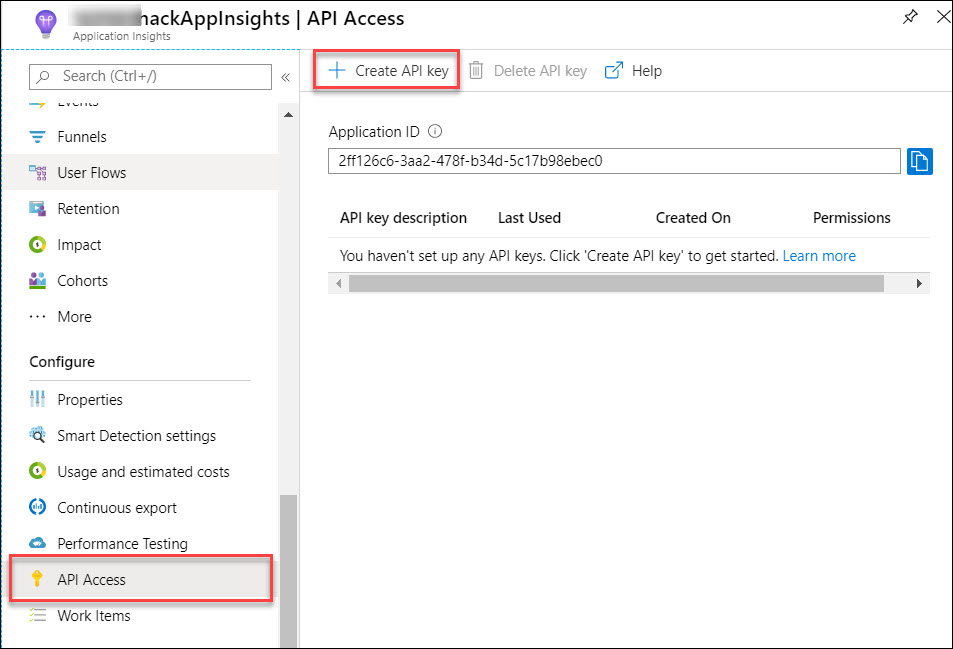 hackAppInsights | API Access
Application Insights
Search (Ctrl+/)
«
Events
Funnels
User Flows
Retention
Impact
Cohorts
More
Configure
Properties
Smart Detection settings
Usage and estimated costs
Continuous export
Performance Testing
API Access
Work Items
Create API key
Delete API key
Help
Application ID
2ff126c6-3aa2-478f-b34d-5c17b98ebec0
API key description Last Used Created On Permissions
You haven't set up any API keys. Click 'Create API key' to get started. Learn more